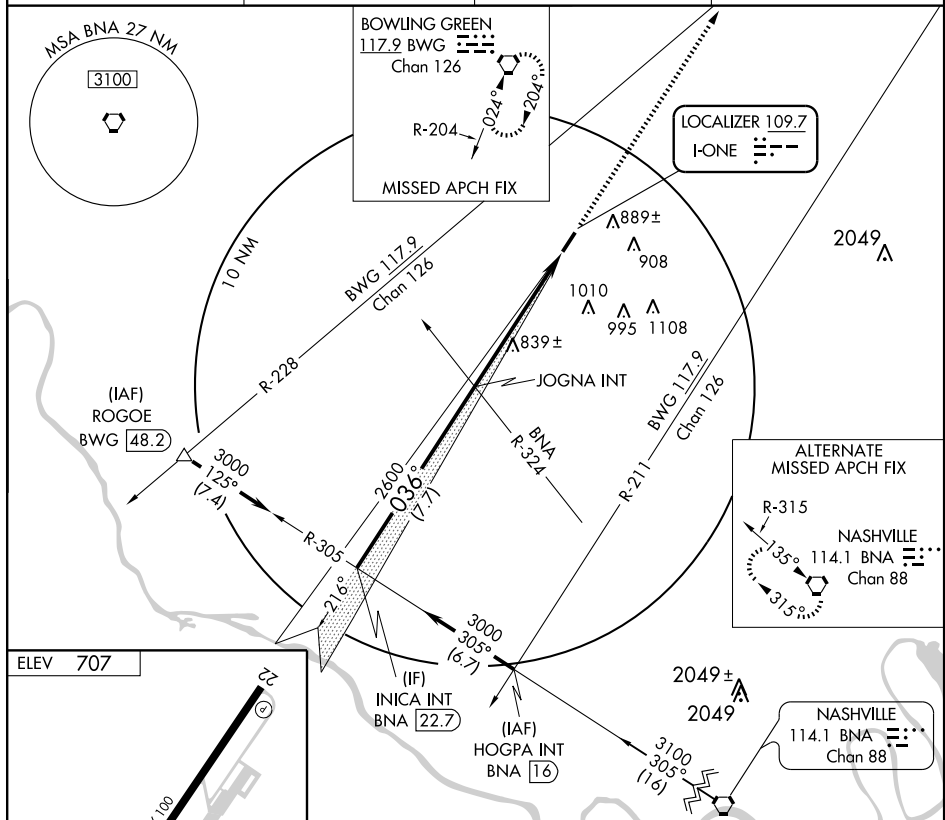 MSA BNA 27 NM
3100
BOWLING GREEN
117.9 BWG
Chan 126
024°
204°
R-204
MISSED APCH FIX
LOCALIZER 109.7
I-ONE
889±
908
2049
1010
995
1108
839±
10 NM
BWG 117.9
Chan 126
R-228
JOGNA INT
BNA
R-324
BWG 117.9
Chan 126
R-211
(IAF)
ROGOE
BWG 48.2
3000
125°
(7.4)
2600
036°
(7.7)
R-305
216°
3000
305°
(6.7)
ALTERNATE
MISSED APCH FIX
R-315
135°
315°
NASHVILLE
114.1 BNA
Chan 88
(IF)
INICA INT
BNA 22.7
(IAF)
HOGPA INT
BNA 16
2049±
2049
3100
305°
(16)
NASHVILLE
114.1 BNA
Chan 88
ELEV 707
22
P
100